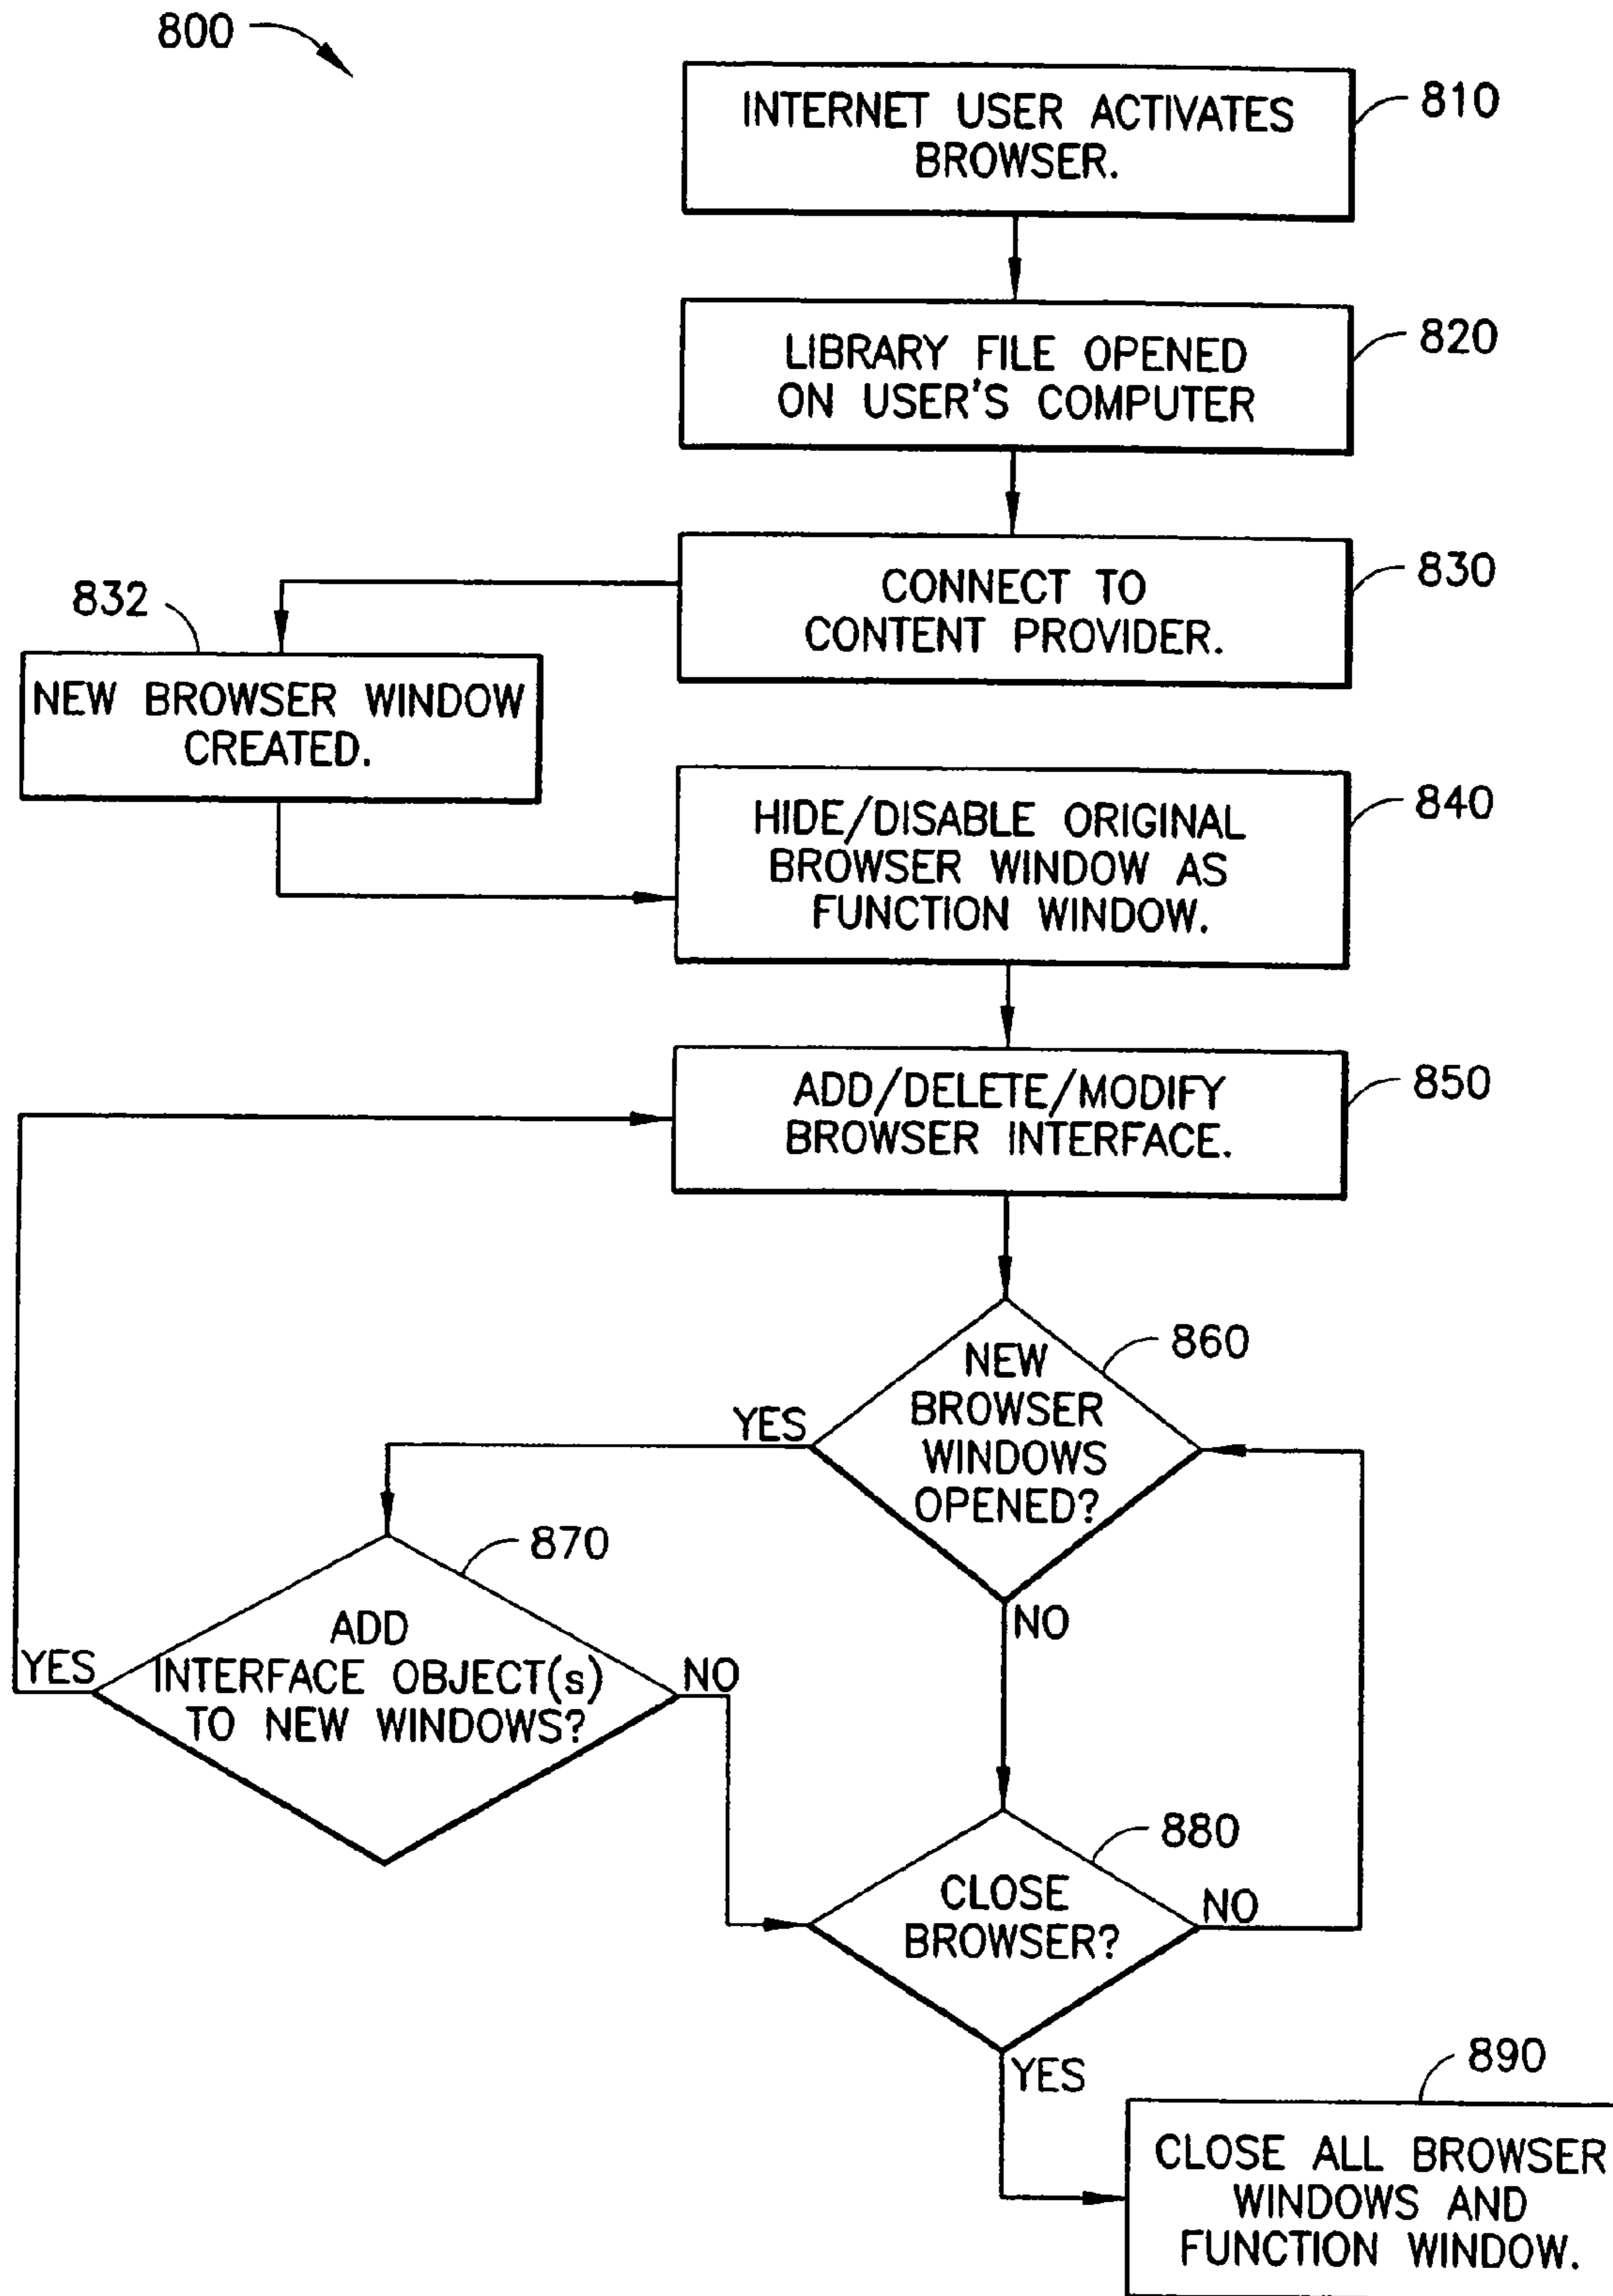 800
INTERNET USER ACTIVATES
BROWSER.
810
LIBRARY FILE OPENED
ON USER'S COMPUTER
820
CONNECT TO
CONTENT PROVIDER.
830
832
NEW BROWSER WINDOW
CREATED.
HIDE/DISABLE ORIGINAL
BROWSER WINDOW AS
FUNCTION WINDOW.
840
ADD/DELETE/MODIFY
BROWSER INTERFACE.
850
NEW
BROWSER
WINDOWS
OPENED?
860
YES
NO
870
ADD
INTERFACE OBJECT(s)
TO NEW WINDOWS?
YES
NO
880
CLOSE
BROWSER?
NO
YES
890
CLOSE ALL BROWSER
WINDOWS AND
FUNCTION WINDOW.